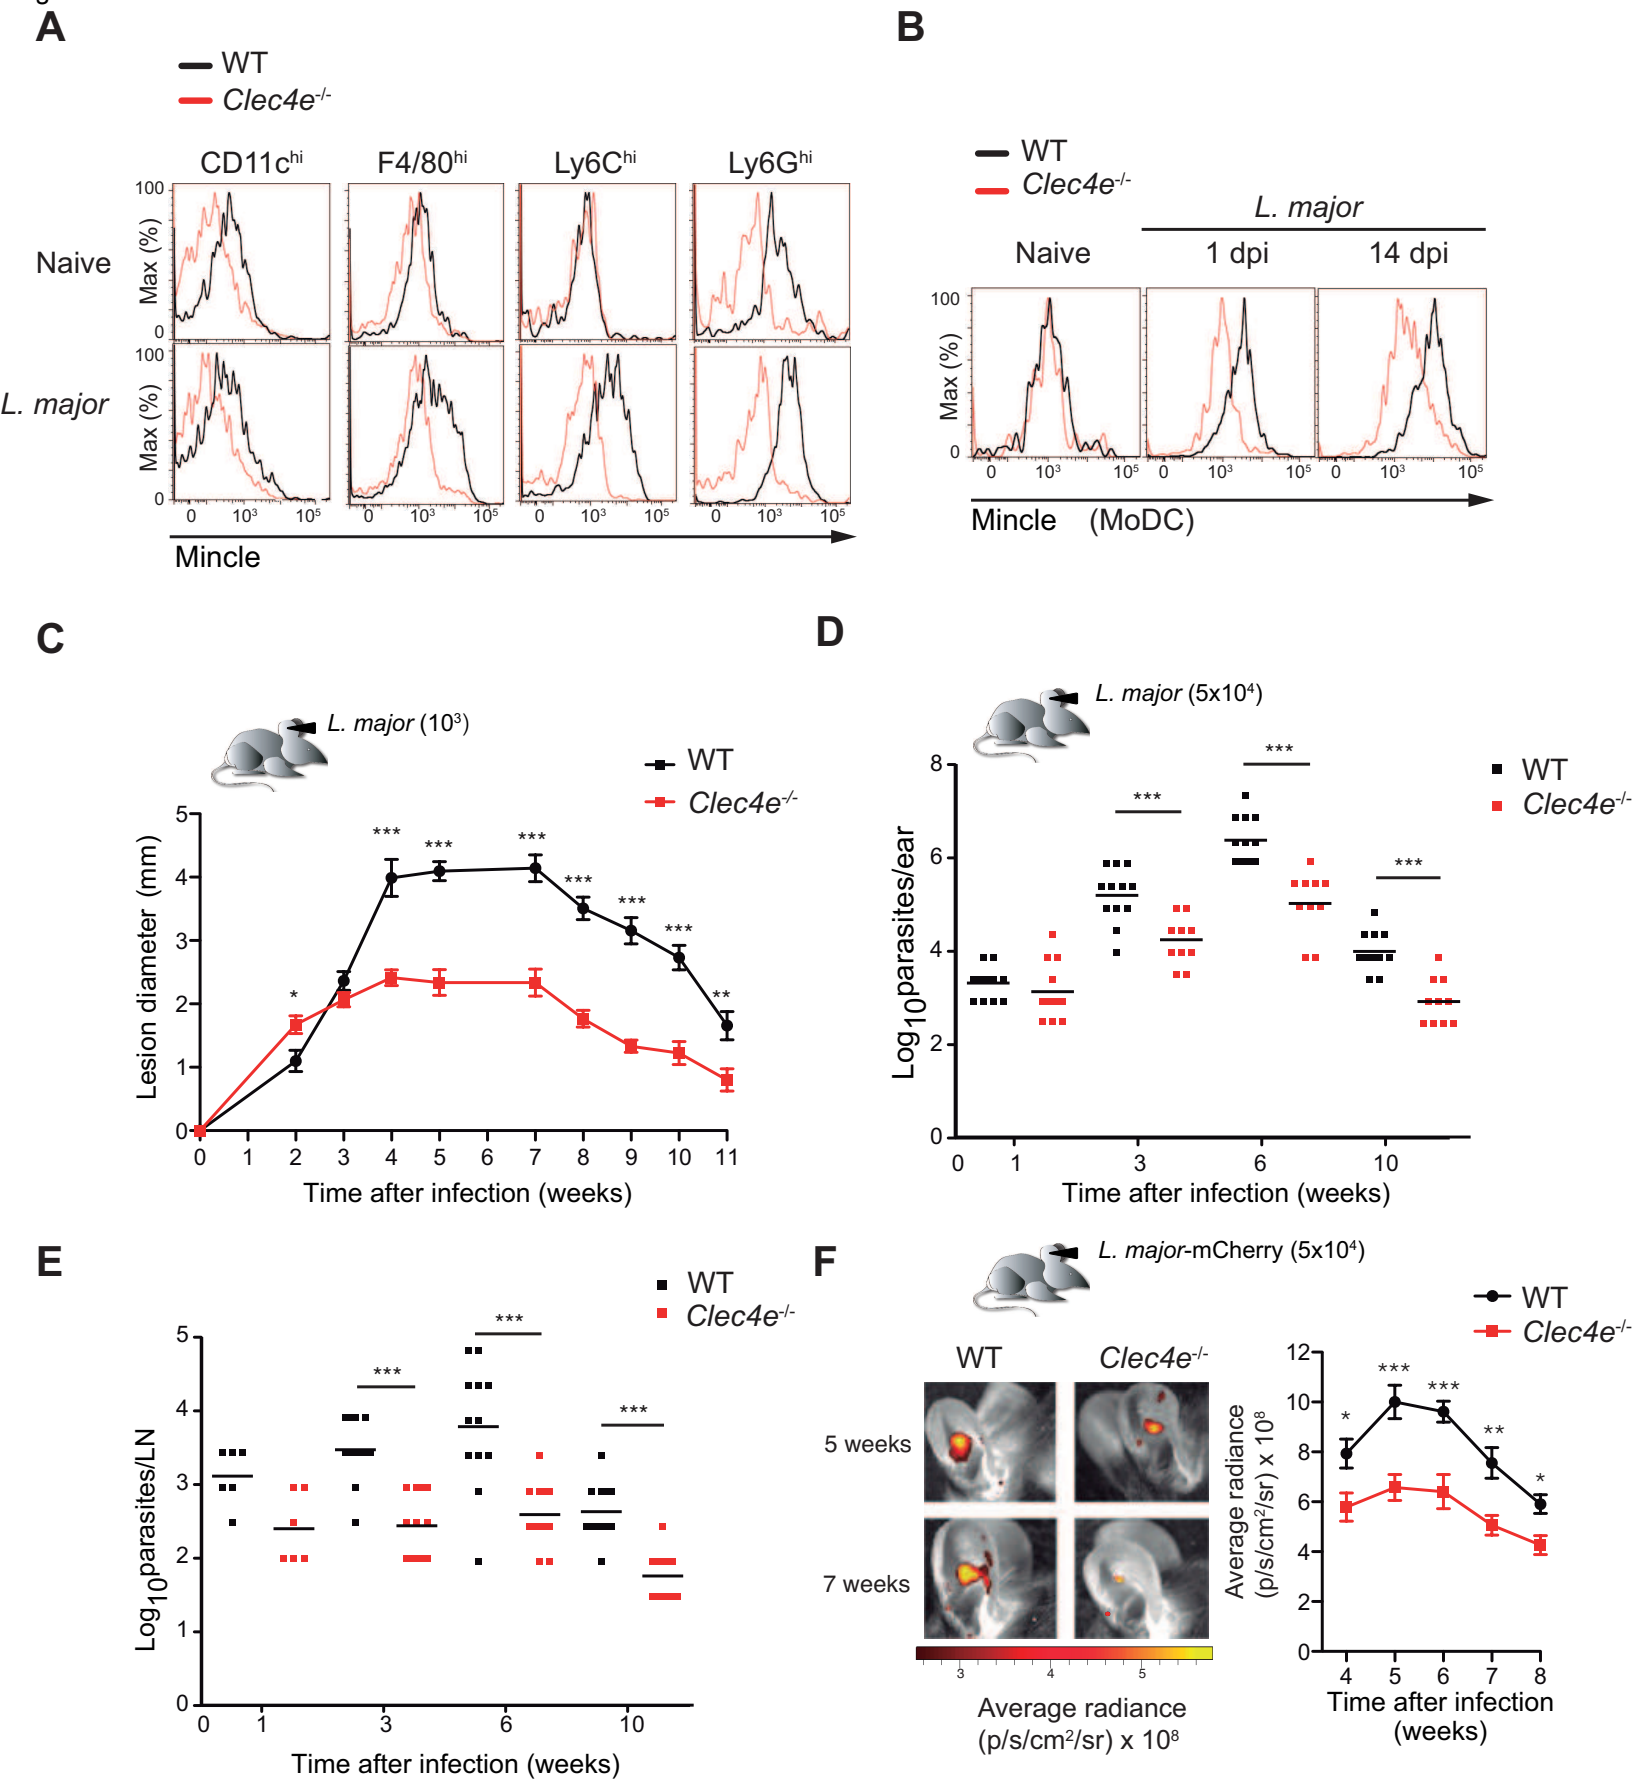 A
WT
Clec4e-/-
CD11chi F4/80hi Ly6Chi Ly6Ghi
Naive
L. major
100
Max (%)
0
100
Max (%)
0
0 10³ 10⁵ 0 10³ 10⁵ 0 10³ 10⁵ 0 10³ 10⁵
Mincle
B
WT
Clec4e-/-
L. major
Naive 1 dpi 14 dpi
100
Max (%)
0
0 10³ 10⁵ 0 10³ 10⁵ 0 10³ 10⁵
Mincle (MoDC)
C
L. major (10³)
WT
Clec4e-/-
Lesion diameter (mm)
5
4
3
2
1
0
* *** *** *** *** *** *** **
0 1 2 3 4 5 6 7 8 9 10 11
Time after infection (weeks)
D
L. major (5x10⁴)
WT
Clec4e-/-
Log10parasites/ear
8
6
4
2
0
*** *** ***
0 1 3 6 10
Time after infection (weeks)
E
WT
Clec4e-/-
Log10parasites/LN
5
4
3
2
1
0
*** *** ***
0 1 3 6 10
Time after infection (weeks)
F
L. major-mCherry (5x10⁴)
WT
Clec4e-/-
WT Clec4e-/-
5 weeks
7 weeks
3 4 5
Average radiance
(p/s/cm²/sr) x 10⁸
Average radiance
(p/s/cm²/sr) x 10⁸
12
10
8
6
4
2
0
* *** *** ** *
4 5 6 7 8
Time after infection
(weeks)